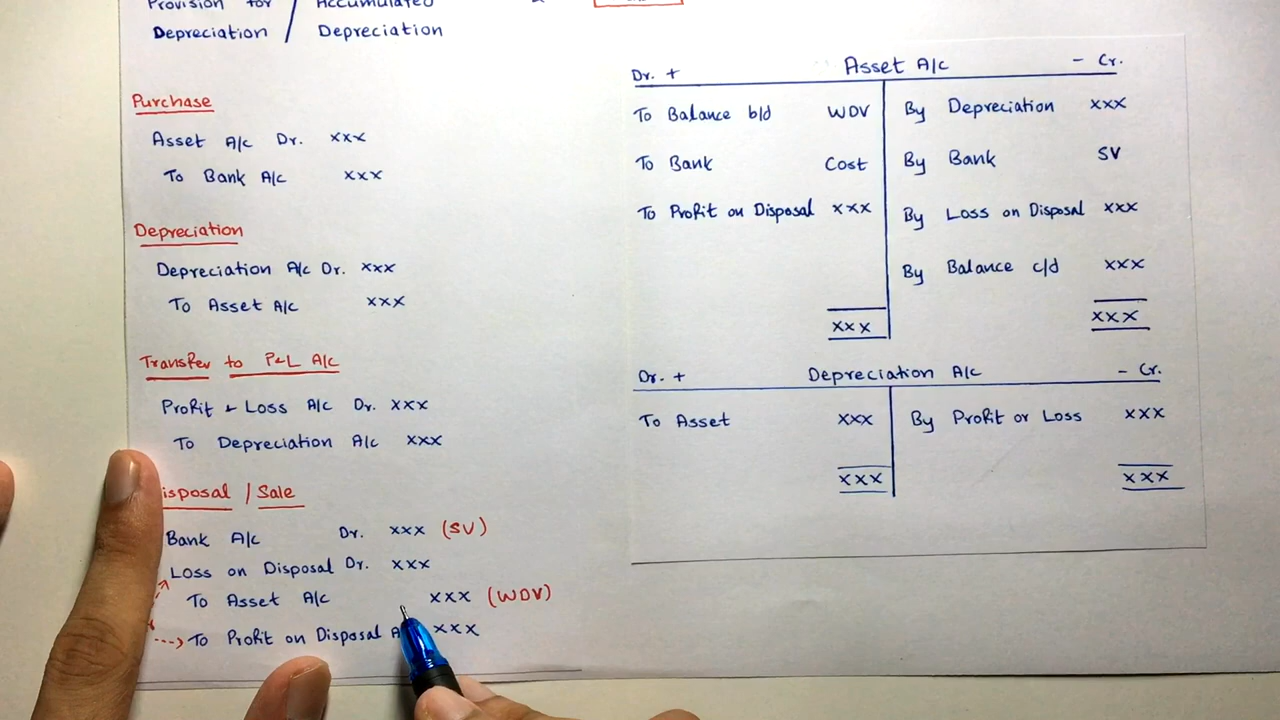 Provision for / Accumulated
Depreciation / Depreciation
Purchase
Asset A/c Dr. xxx
To Bank A/c xxx
Depreciation
Depreciation A/c Dr. xxx
To Asset A/c xxx
Transfer to P&L A/c
Profit & Loss A/c Dr. xxx
To Depreciation A/c xxx
isposal / Sale
Bank A/c Dr. xxx (SV)
Loss on Disposal Dr. xxx
To Asset A/c xxx (WDV)
To Profit on Disposal A xxx
Dr. + Asset A/c - Cr.
To Balance b/d WDV By Depreciation xxx
To Bank Cost By Bank SV
To Profit on Disposal xxx By Loss on Disposal xxx
By Balance c/d xxx
xxx xxx
Dr. + Depreciation A/c - Cr.
To Asset xxx By Profit or Loss xxx
xxx xxx